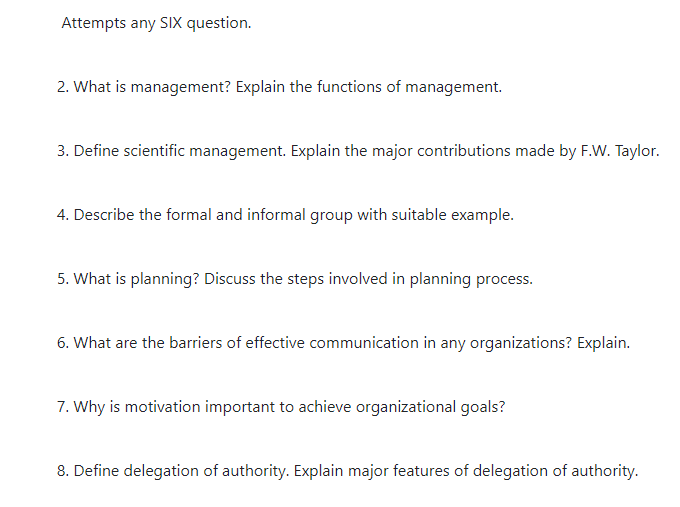 Attempts any SIX question.
2. What is management? Explain the functions of management.
3. Define scientific management. Explain the major contributions made by F.W. Taylor.
4. Describe the formal and informal group with suitable example.
5. What is planning? Discuss the steps involved in planning process.
6. What are the barriers of effective communication in any organizations? Explain.
7. Why is motivation important to achieve organizational goals?
8. Define delegation of authority. Explain major features of delegation of authority.